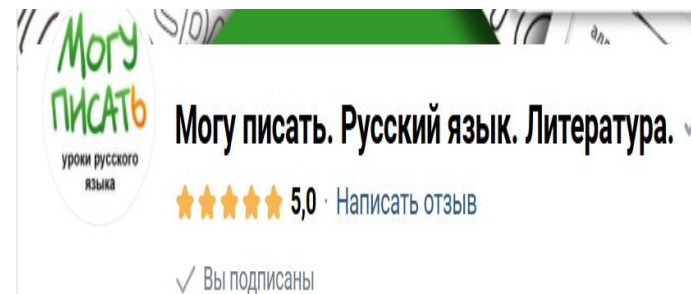 Могу
писать
уроки русского
языка
Могу писать. Русский язык. Литература.
5,0 · Написать отзыв
Вы подписаны